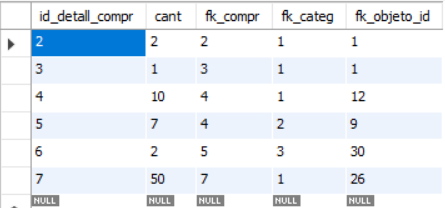 id_detall_compr cant fk_compr fk_categ fk_objeto_id
2 2 2 1 1
3 1 3 1 1
4 10 4 1 12
5 7 4 2 9
6 2 5 3 30
7 50 7 1 26
NULL NULL NULL NULL NULL